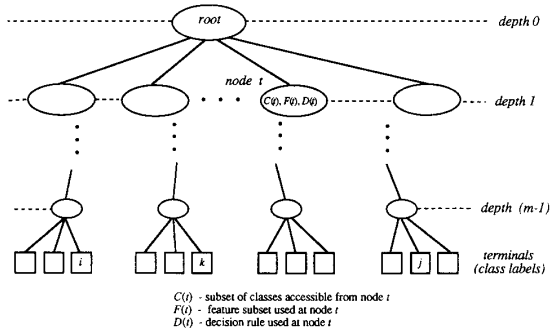 root
depth 0
node t
C(t), F(t), D(t)
depth 1
depth (m-1)
i
k
j
terminals
(class labels)
C(t) - subset of classes accessible from node t
F(t) - feature subset used at node t
D(t) - decision rule used at node t